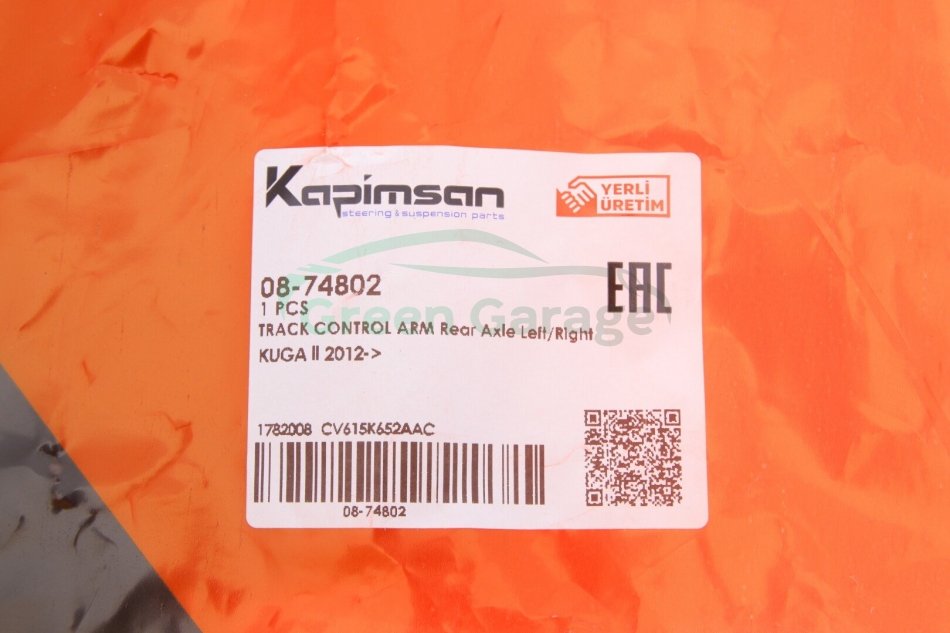 Kapimsan
steering & suspension parts
YERLİ
ÜRETİM
08-74802
EAC
1 PCS
Green Garage
TRACK CONTROL ARM Rear Axle Left/Right
KUGA II 2012->
1782008 CV615K652AAC
08-74802